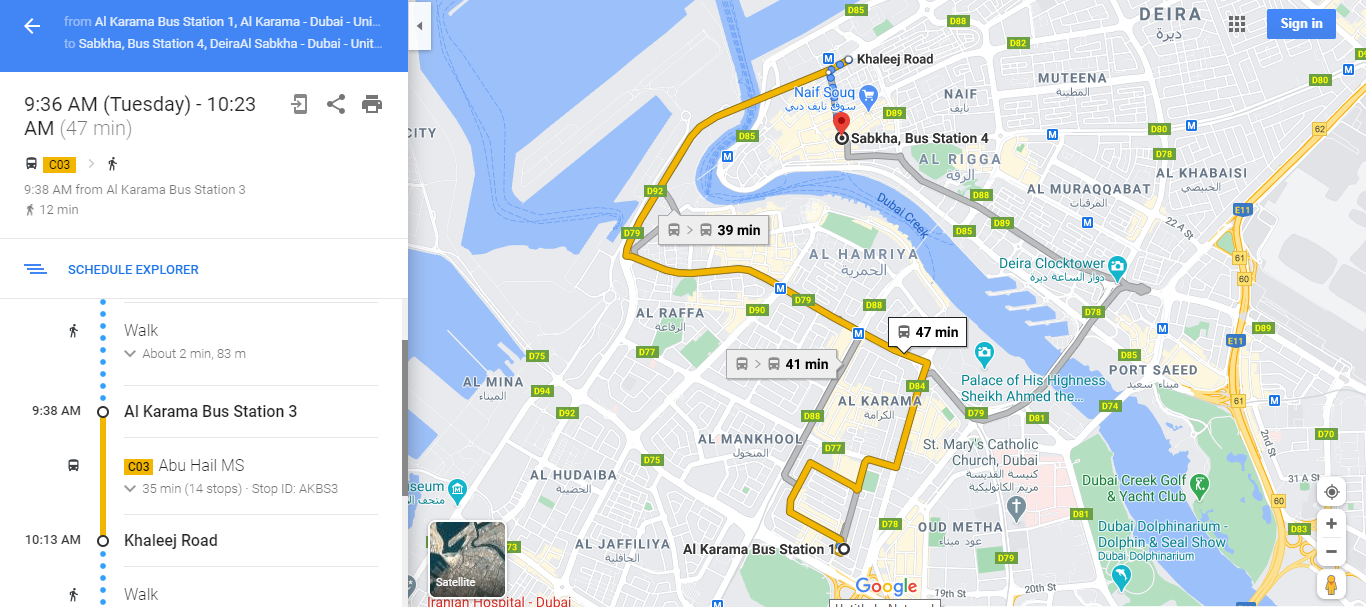 from Al Karama Bus Station 1, Al Karama - Dubai - Uni...
to Sabkha, Bus Station 4, DeiraAl Sabkha - Dubai - Unit...
9:36 AM (Tuesday) - 10:23
AM (47 min)
C03
9:38 AM from Al Karama Bus Station 3
12 min
SCHEDULE EXPLORER
Walk
About 2 min, 83 m
9:38 AM Al Karama Bus Station 3
C03 Abu Hail MS
35 min (14 stops) · Stop ID: AKBS3
10:13 AM Khaleej Road
Walk
Sign in
DEIRA
ديرة
D85
D88
D82
M
Khaleej Road
M
D80
MUTEENA
Naif Souq
سوق نايف دبي
NAIF
نايف
D89
CITY
D85
Sabkha, Bus Station 4
M
D80
M
62
D78
AL RIGGA
الرقة
AL KHABAISI
الخبيصي
M
D92
D88
AL MURAQQABAT
المرقبات
Dubai Creek
E11
D79
39 min
D85
D89
M
22 A St
AL HAMRIYA
الحمرية
Deira Clocktower
دوار الساعة ديرة
61
60
M
D79
D90
D88
AL RAFFA
الرفاعة
D78
M
47 min
M
D89
E11
D77
D75
41 min
D85
PORT SAEED
ميناء سعيد
AL MINA
الميناء
D94
D84
Palace of His Highness
Sheikh Ahmed the...
AL KARAMA
الكرامة
D92
D88
D79
D81
D74
61
M
AL MANKHOOL
المنخول
D77
St. Mary's Catholic
Church, Dubai
كنيسة القديسة
مريم الكاثوليكية
2nd St
D70
D75
AL HUDAIBA
الحضيبة
useum
Dubai Creek Golf
& Yacht Club
31 A St
60
D81
D78
OUD METHA
عود ميثاء
Dubai Dolphinarium -
Dolphin & Seal Show
Dubai Dolphinarium
D83
73
AL JAFFILIYA
الجافلية
Al Karama Bus Station 1
D79
Satellite
Google
19th St
20th St
Iranian Hospital - Dubai
M